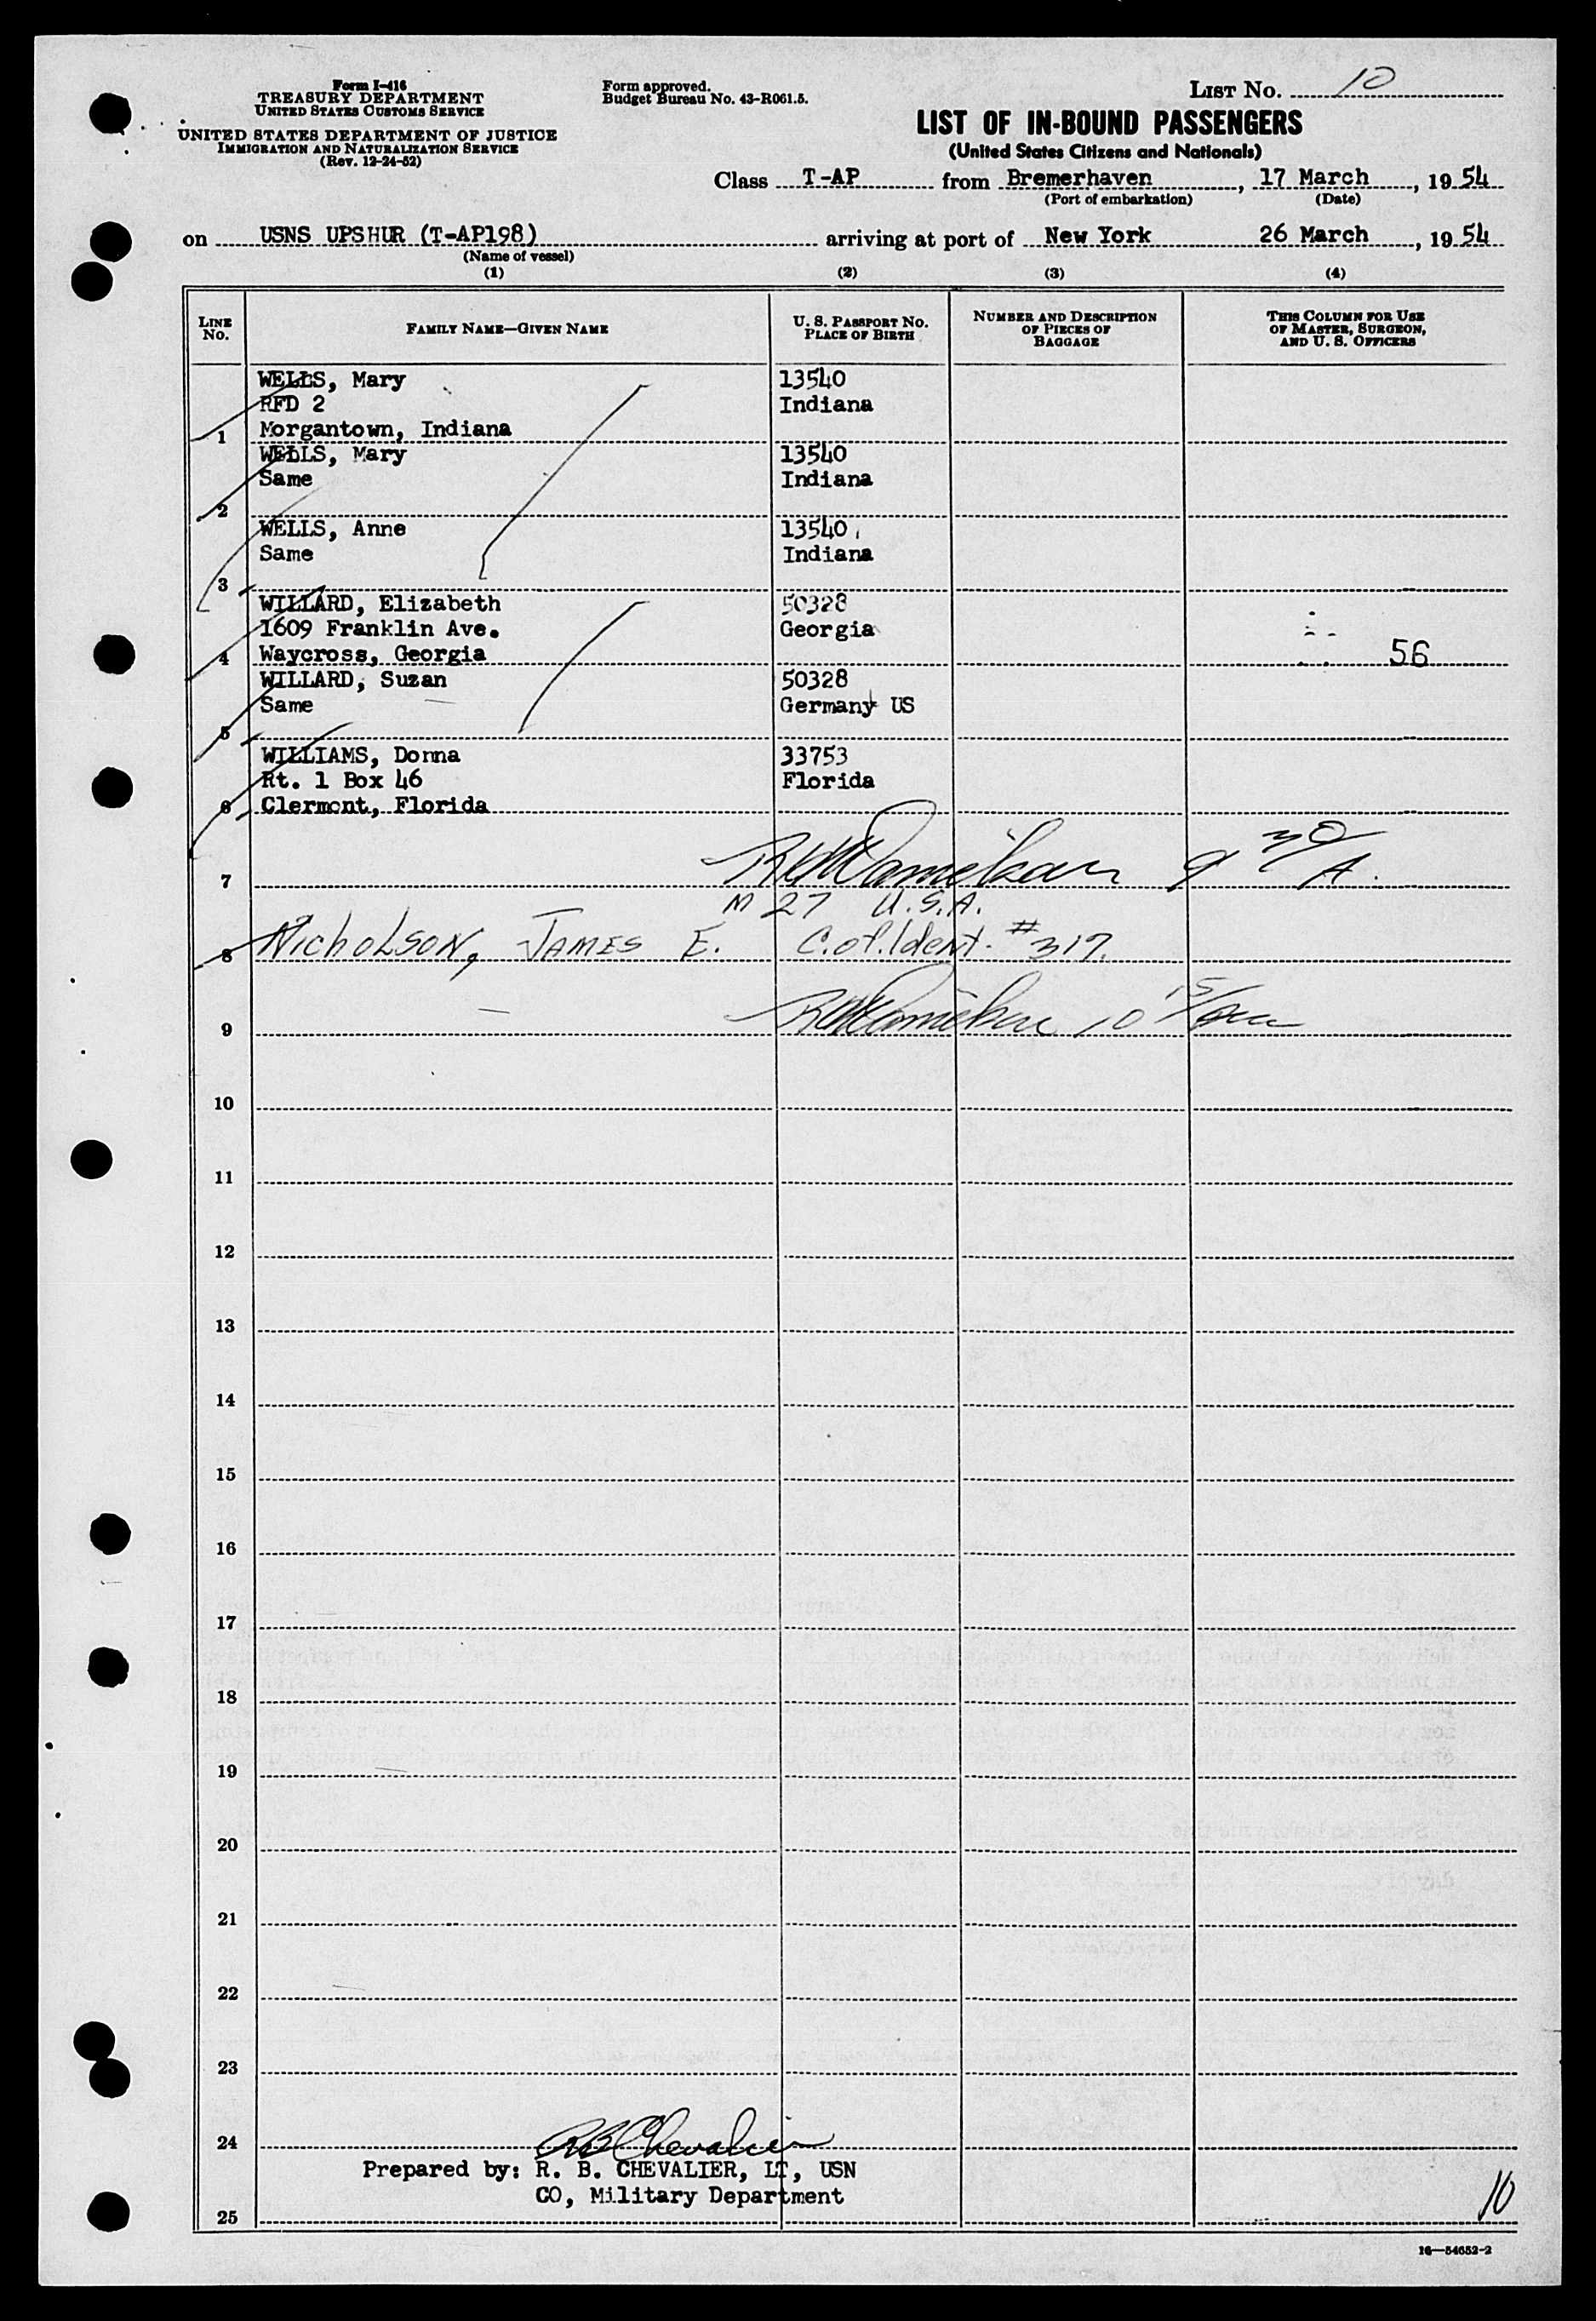 Form I-416
TREASURY DEPARTMENT
UNITED STATES CUSTOMS SERVICE
UNITED STATES DEPARTMENT OF JUSTICE
IMMIGRATION AND NATURALIZATION SERVICE
(Rev. 12-24-52)
Form approved.
Budget Bureau No. 43-R061.5.
LIST No. 10
LIST OF IN-BOUND PASSENGERS
(United States Citizens and Nationals)
Class T-AP from Bremerhaven, 17 March, 1954
(Port of embarkation) (Date)
on USNS UPSHUR (T-AP198) arriving at port of New York 26 March, 1954
(Name of vessel)
(1) (2) (3) (4)
LINE No. FAMILY NAME—GIVEN NAME U. S. PASSPORT No. PLACE OF BIRTH NUMBER AND DESCRIPTION OF PIECES OF BAGGAGE THIS COLUMN FOR USE OF MASTER, SURGEON, AND U. S. OFFICERS
WELLS, Mary 13540
RFD 2 Indiana
1 Morgantown, Indiana
WELLS, Mary 13540
Same Indiana
2
WELLS, Anne 13540
Same Indiana
3
WILLARD, Elizabeth 50328
1609 Franklin Ave. Georgia
4 Waycross, Georgia 56
WILLARD, Suzan 50328
Same Germany US
5
WILLIAMS, Donna 33753
Rt. 1 Box 46 Florida
6 Clermont, Florida
7 9 30 A.
M 27 U.S.A.
8 Nicholson, James E. C. of. Ident. # 317.
9 10 15
10
11
12
13
14
15
16
17
18
19
20
21
22
23
24 RB Chevalier
Prepared by: R. B. CHEVALIER, LT, USN
CO, Military Department
25
10
16—54652-2